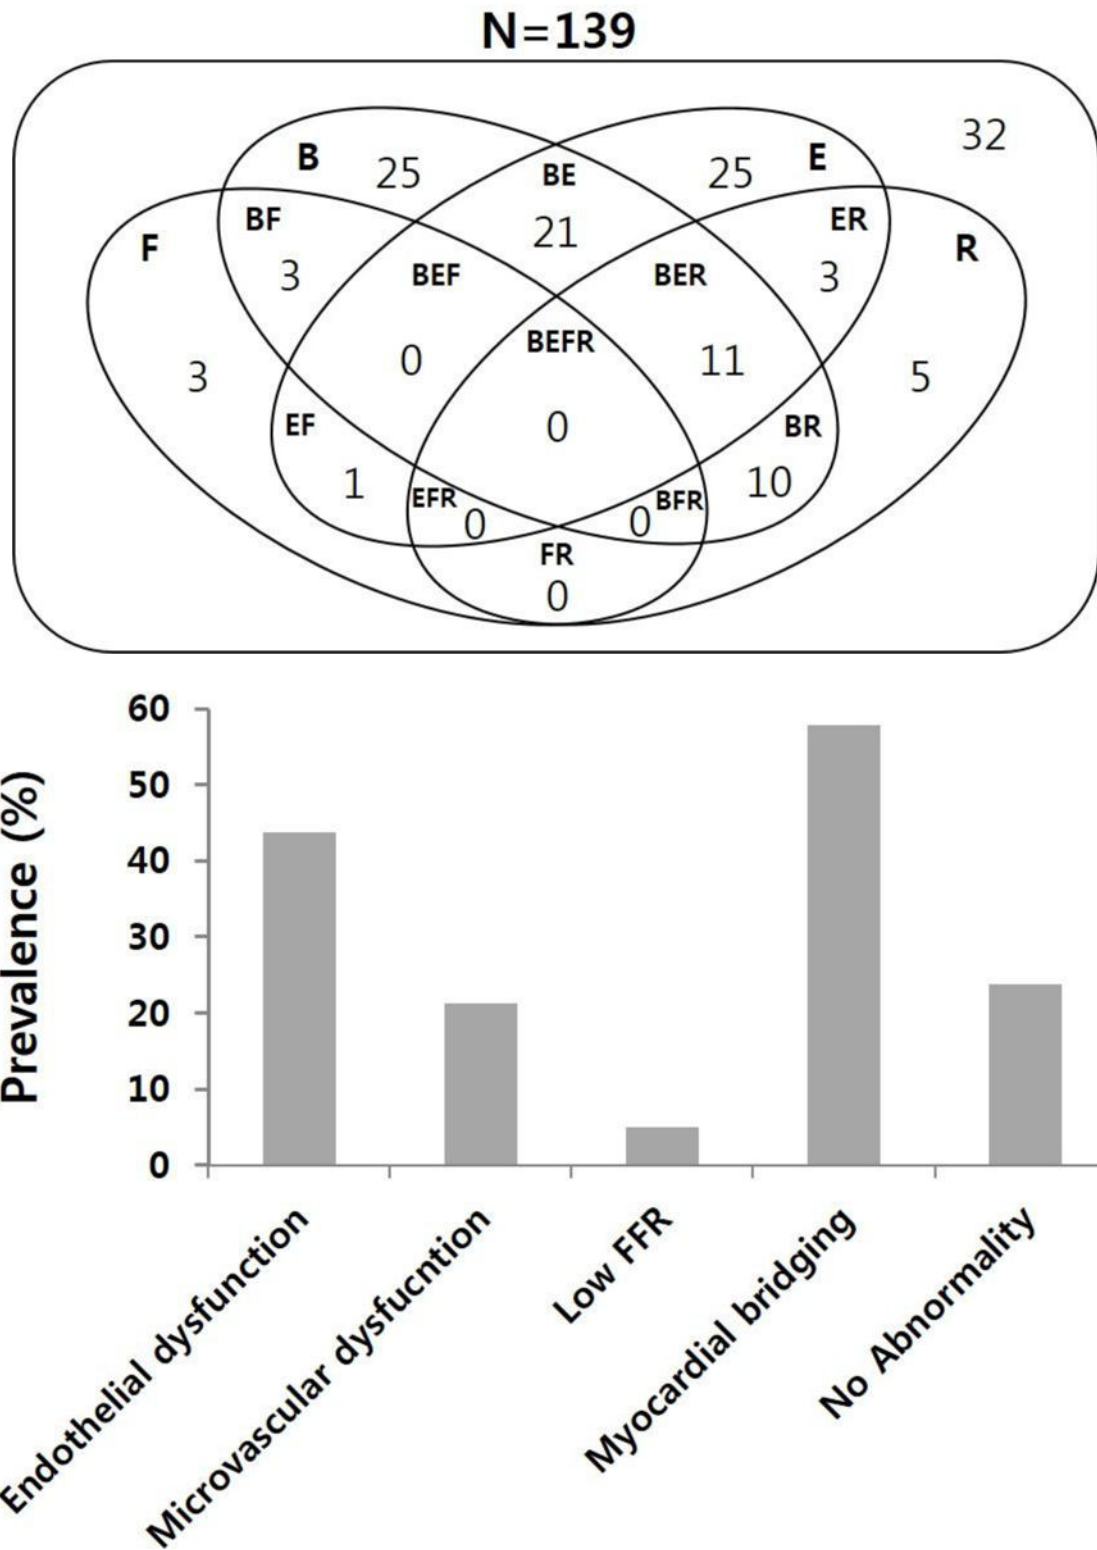 N=139
32
B 25 BE 25 E
BF 21 ER
F R
3 BEF BER 3
BEFR
3 0 11 5
EF 0 BR
1 EFR 0 0 BFR 10
FR
0
Prevalence (%)
60
50
40
30
20
10
0
Endothelial dysfunction
Microvascular dysfucntion
Low FFR
Myocardial bridging
No Abnormality